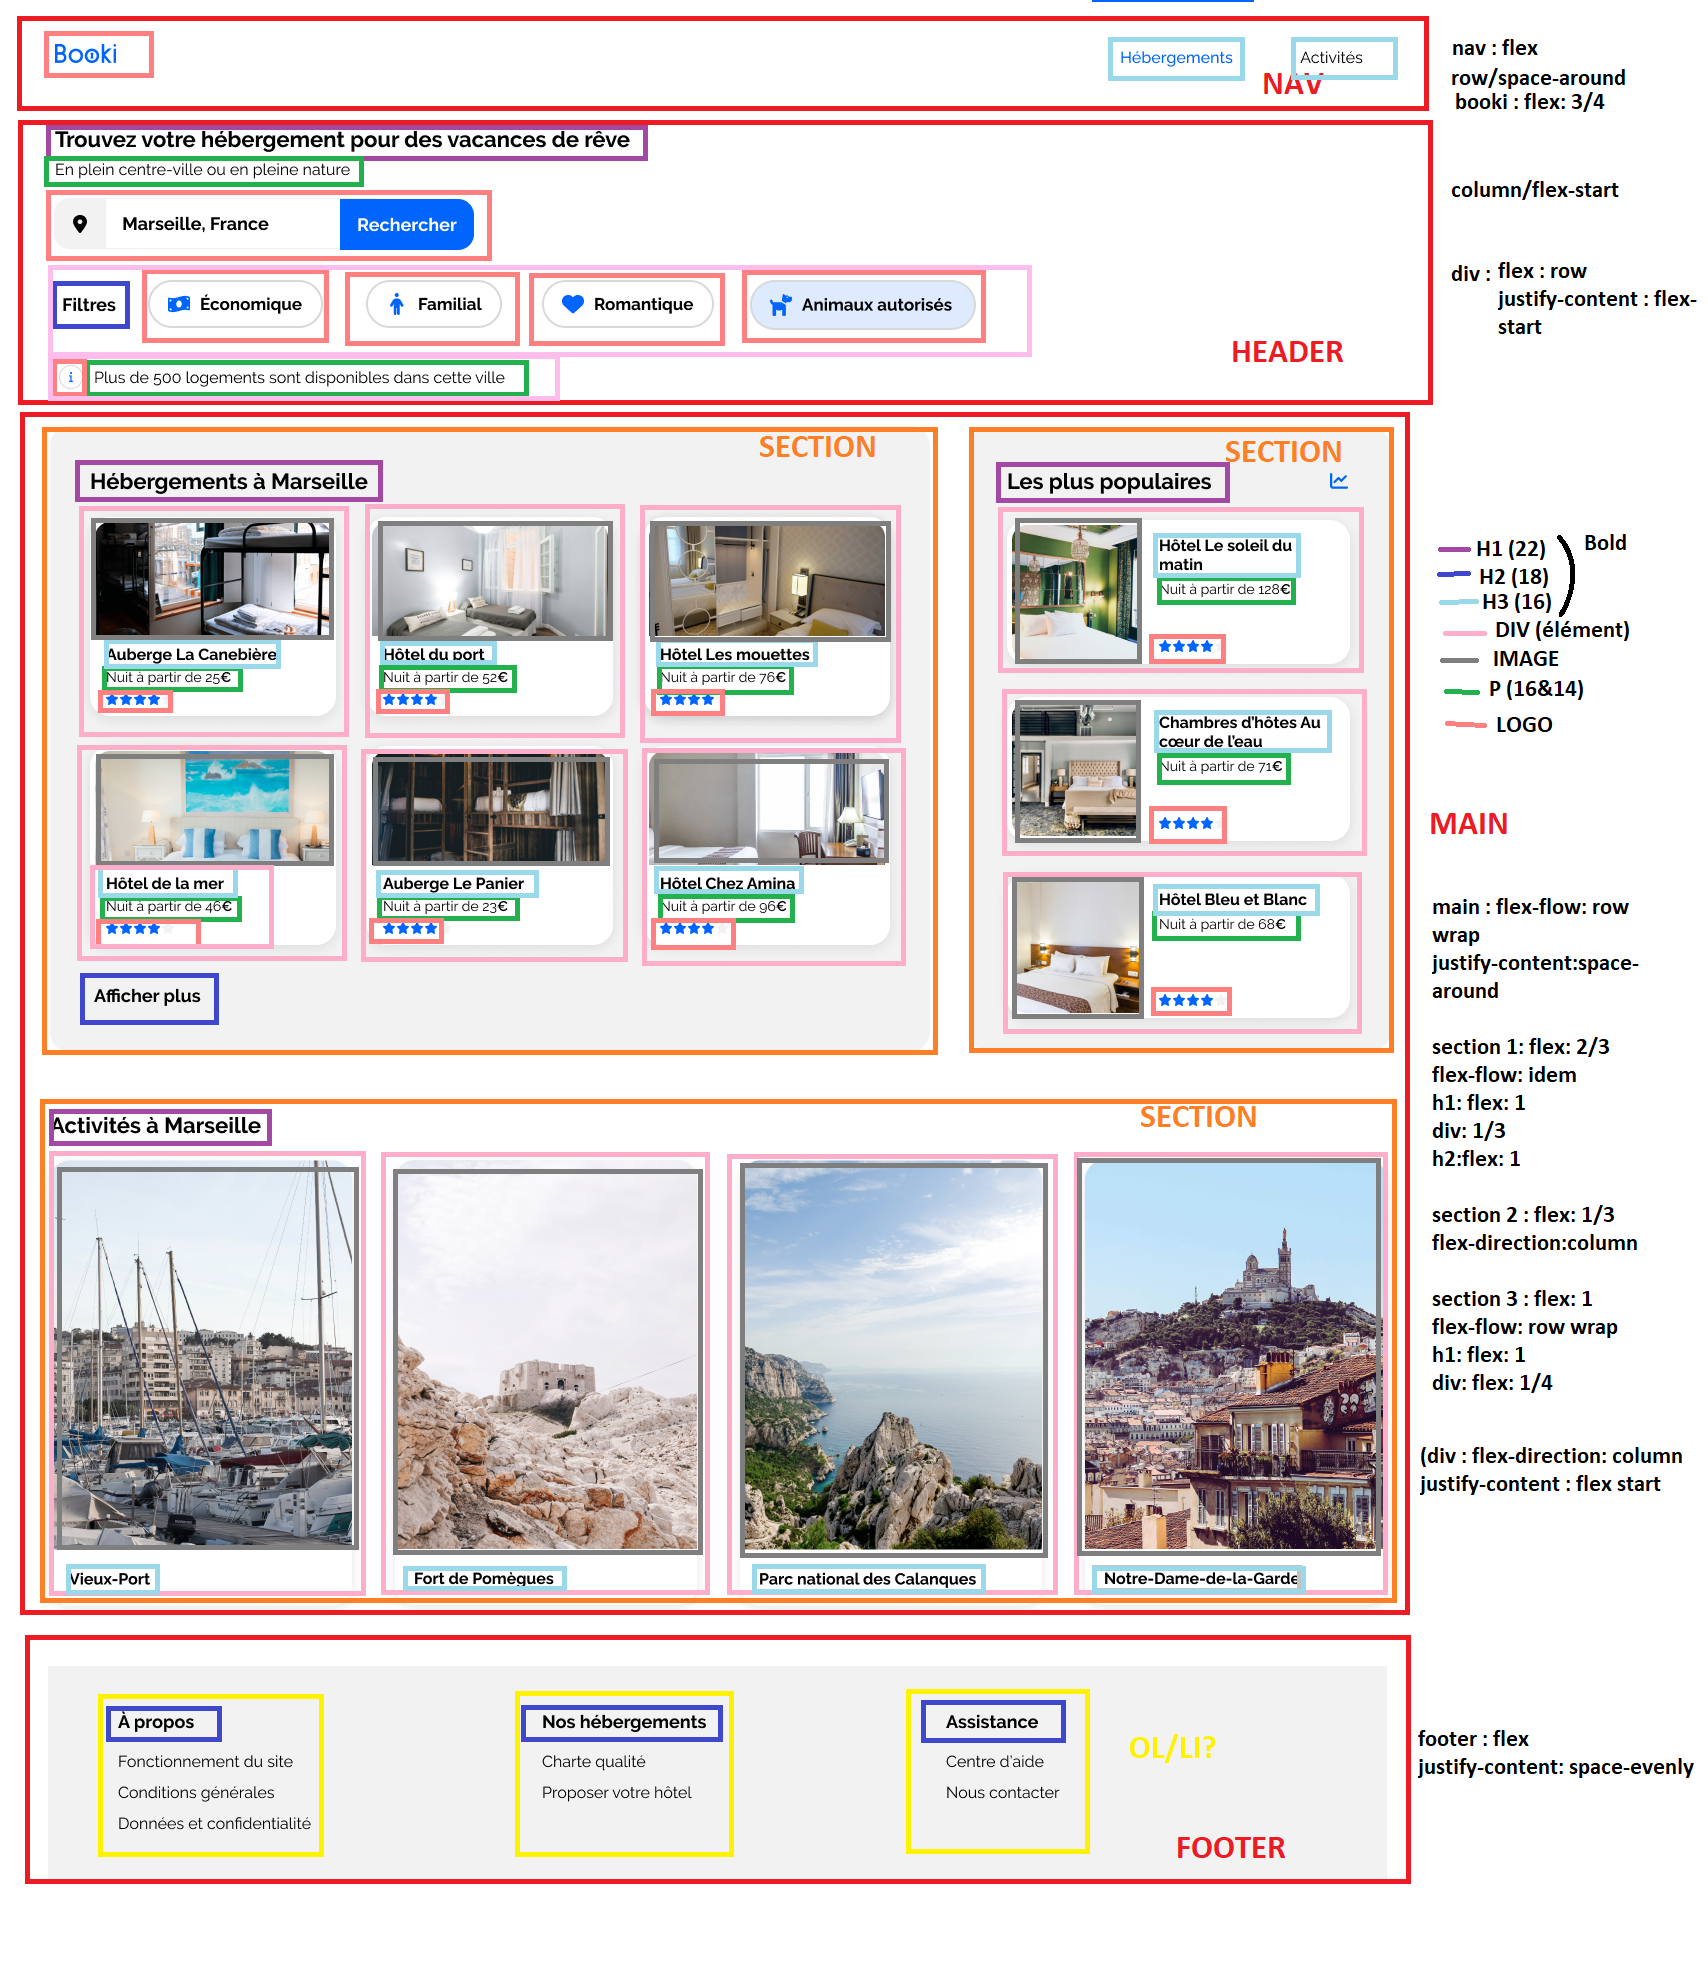 Booki
Hébergements
Activités
NAV
nav : flex
row/space-around
booki : flex: 3/4
Trouvez votre hébergement pour des vacances de rêve
En plein centre-ville ou en pleine nature
Marseille, France
Rechercher
column/flex-start
Filtres
Économique
Familial
Romantique
Animaux autorisés
div :
flex : row
justify-content : flex-
start
HEADER
i
Plus de 500 logements sont disponibles dans cette ville
SECTION
Hébergements à Marseille
Auberge La Canebière
Nuit à partir de 25€
Hôtel du port
Nuit à partir de 52€
Hôtel Les mouettes
Nuit à partir de 76€
Hôtel de la mer
Nuit à partir de 46€
Auberge Le Panier
Nuit à partir de 23€
Hôtel Chez Amina
Nuit à partir de 96€
Afficher plus
SECTION
Les plus populaires
Hôtel Le soleil du
matin
Nuit à partir de 128€
Chambres d'hôtes Au
cœur de l'eau
Nuit à partir de 71€
Hôtel Bleu et Blanc
Nuit à partir de 68€
H1 (22)
Bold
H2 (18)
H3 (16)
DIV (élément)
IMAGE
P (16&14)
LOGO
MAIN
main : flex-flow: row
wrap
justify-content:space-
around
section 1: flex: 2/3
flex-flow: idem
h1: flex: 1
div: 1/3
h2:flex: 1
section 2 : flex: 1/3
flex-direction:column
section 3 : flex: 1
flex-flow: row wrap
h1: flex: 1
div: flex: 1/4
(div : flex-direction: column
justify-content : flex start
SECTION
Activités à Marseille
Vieux-Port
Fort de Pomègues
Parc national des Calanques
Notre-Dame-de-la-Garde
À propos
Fonctionnement du site
Conditions générales
Données et confidentialité
Nos hébergements
Charte qualité
Proposer votre hôtel
Assistance
Centre d'aide
Nous contacter
OL/LI?
FOOTER
footer : flex
justify-content: space-evenly